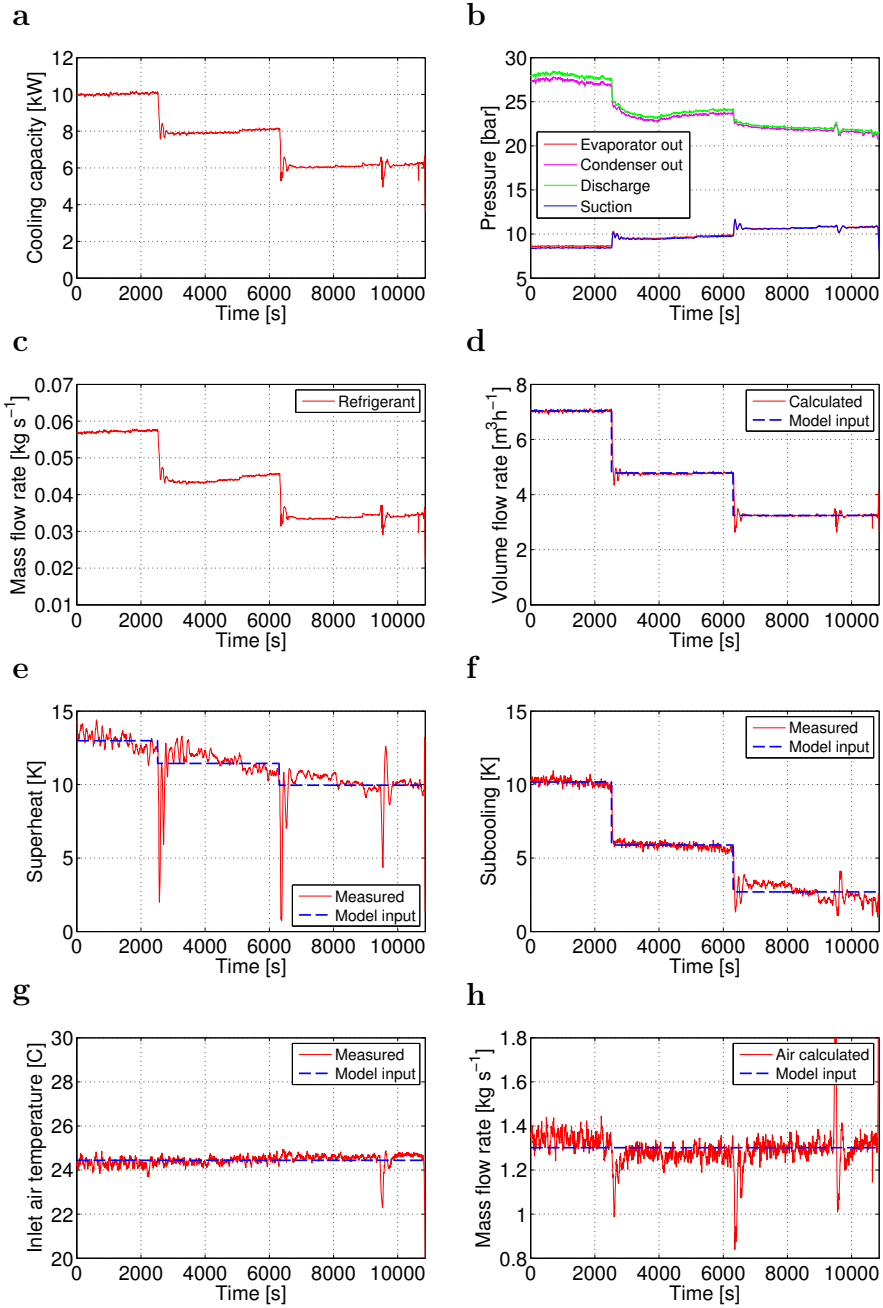 a
12
10
8
6
4
2
0
Cooling capacity [kW]
0 2000 4000 6000 8000 10000
Time [s]
b
30
25
20
15
10
5
Pressure [bar]
Evaporator out
Condenser out
Discharge
Suction
0 2000 4000 6000 8000 10000
Time [s]
c
0.07
0.06
0.05
0.04
0.03
0.02
0.01
Mass flow rate [kg s⁻¹]
Refrigerant
0 2000 4000 6000 8000 10000
Time [s]
d
8
7
6
5
4
3
2
1
0
Volume flow rate [m³h⁻¹]
Calculated
Model input
0 2000 4000 6000 8000 10000
Time [s]
e
15
10
5
0
Superheat [K]
Measured
Model input
0 2000 4000 6000 8000 10000
Time [s]
f
15
10
5
0
Subcooling [K]
Measured
Model input
0 2000 4000 6000 8000 10000
Time [s]
g
30
28
26
24
22
20
Inlet air temperature [C]
Measured
Model input
0 2000 4000 6000 8000 10000
Time [s]
h
1.8
1.6
1.4
1.2
1
0.8
Mass flow rate [kg s⁻¹]
Air calculated
Model input
0 2000 4000 6000 8000 10000
Time [s]